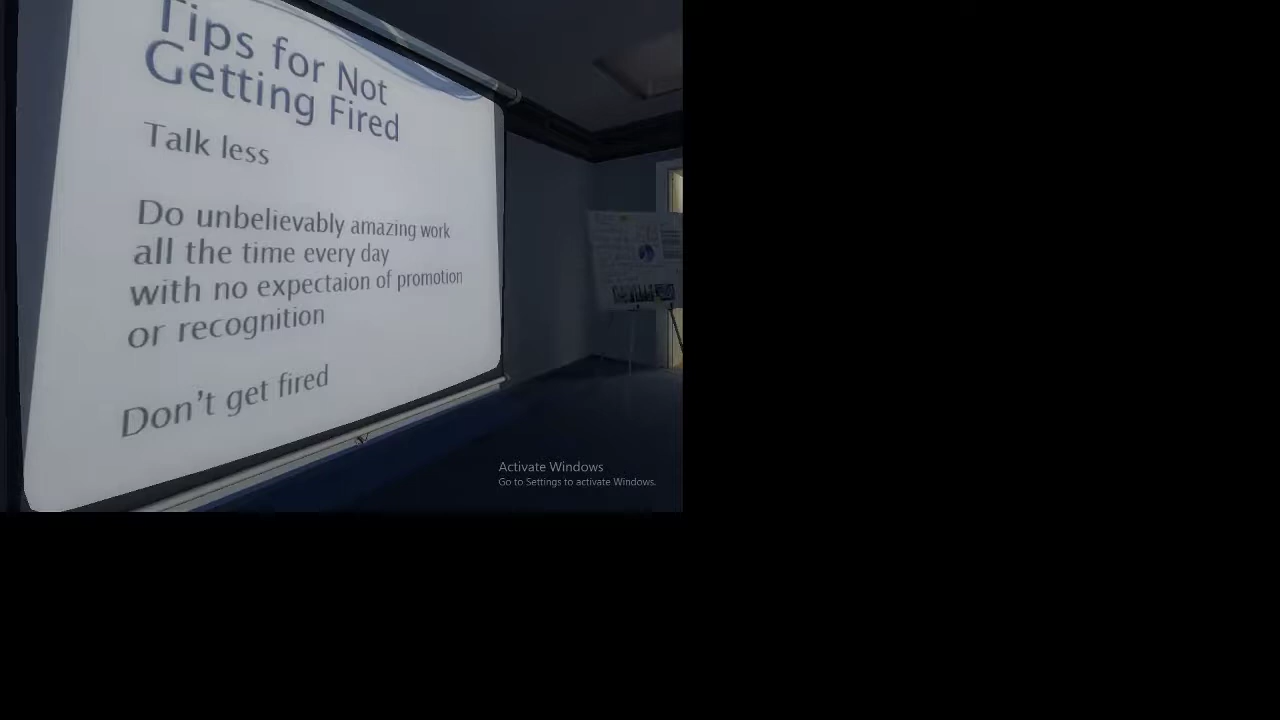 Tips for Not
Getting Fired
Talk less
Do unbelievably amazing work
all the time every day
with no expectaion of promotion
or recognition
Don't get fired
Activate Windows
Go to Settings to activate Windows.